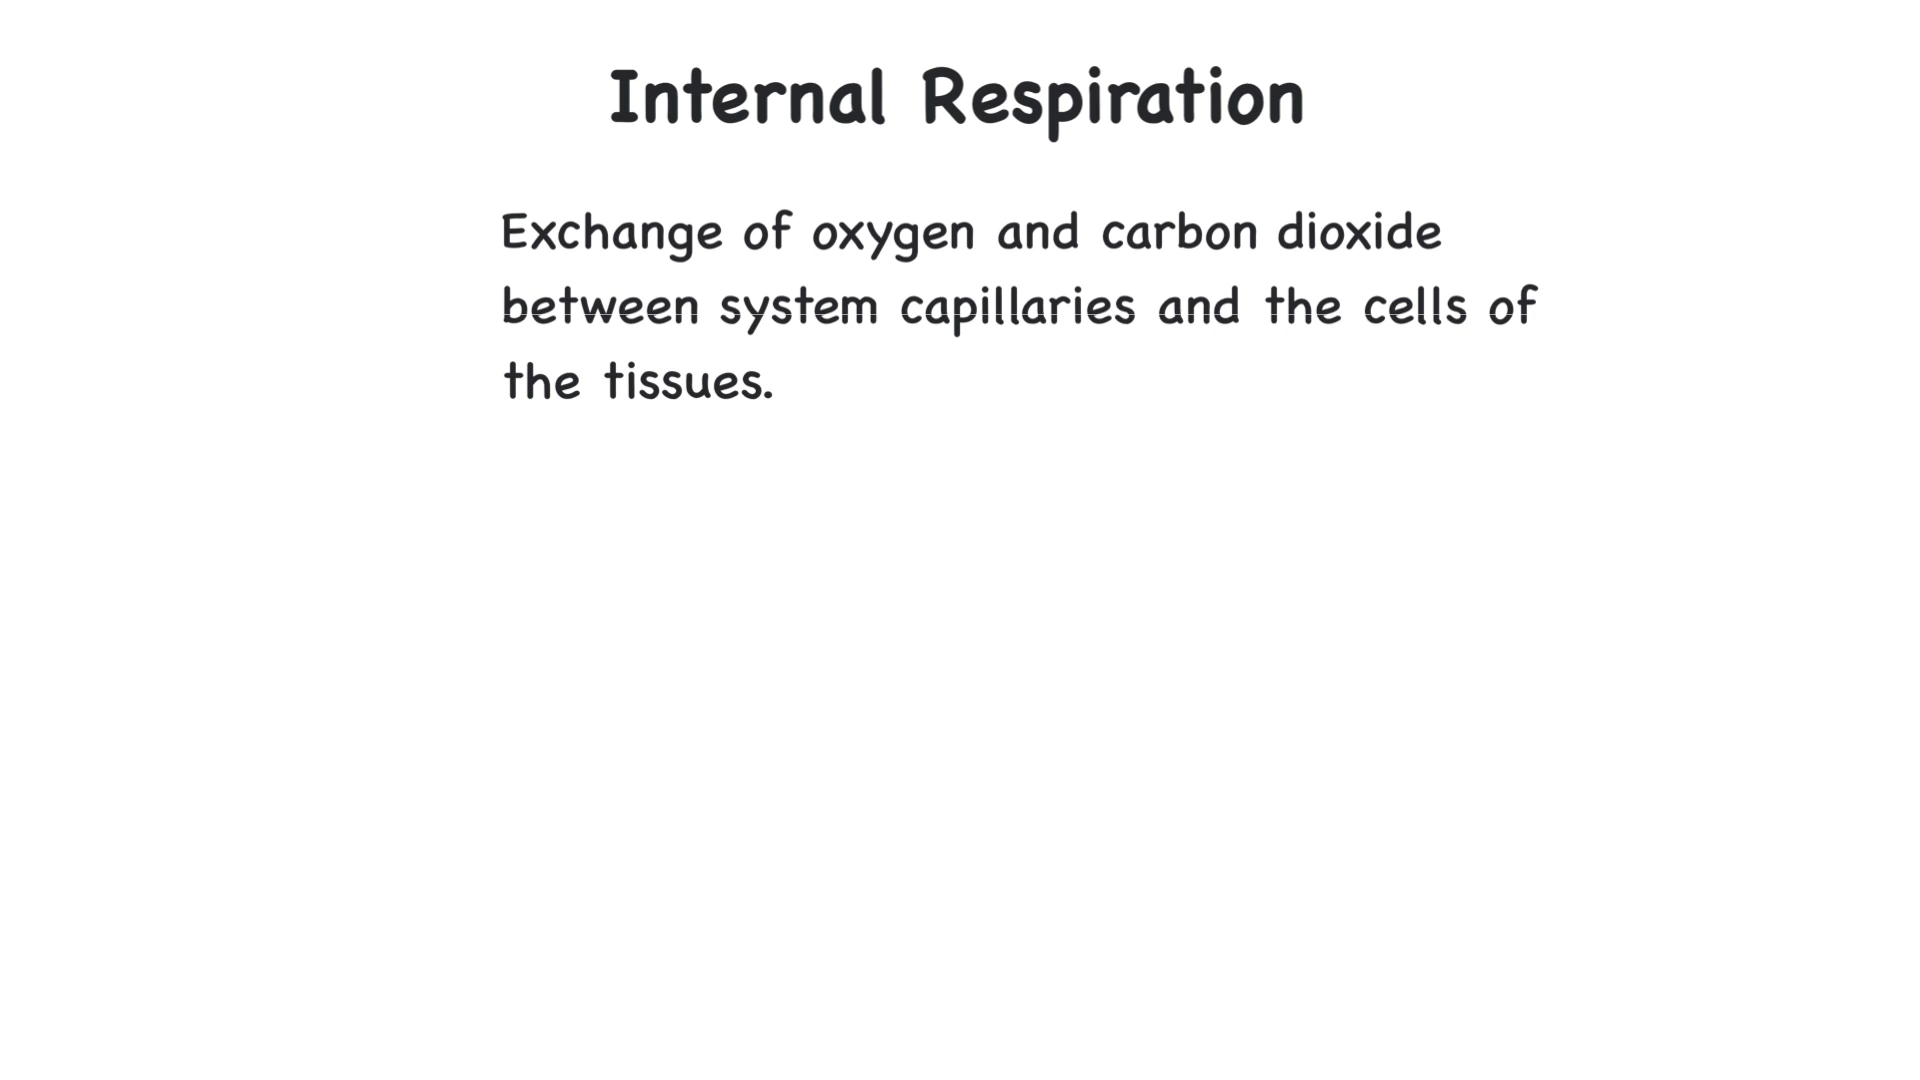 Internal Respiration
Exchange of oxygen and carbon dioxide
between system capillaries and the cells of
the tissues.